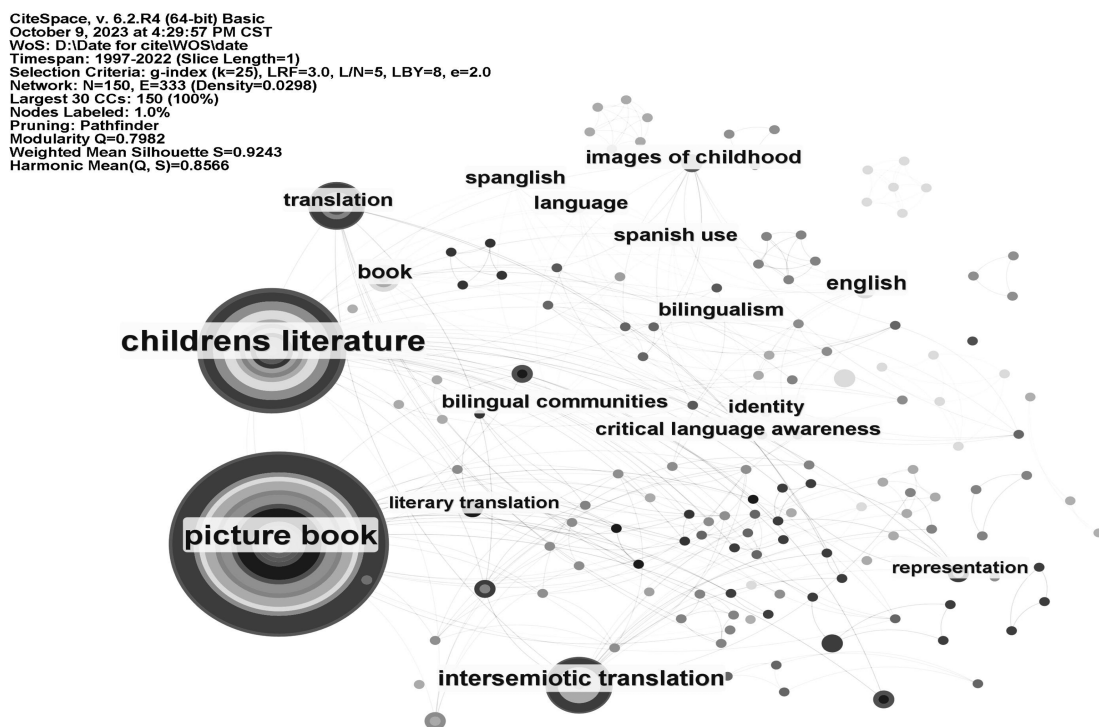 CiteSpace, v. 6.2.R4 (64-bit) Basic
October 9, 2023 at 4:29:57 PM CST
WoS: D:\Date for cite\WOS\date
Timespan: 1997-2022 (Slice Length=1)
Selection Criteria: g-index (k=25), LRF=3.0, L/N=5, LBY=8, e=2.0
Network: N=150, E=333 (Density=0.0298)
Largest 30 CCs: 150 (100%)
Nodes Labeled: 1.0%
Pruning: Pathfinder
Modularity Q=0.7982
Weighted Mean Silhouette S=0.9243
Harmonic Mean(Q, S)=0.8566
images of childhood
spanglish
translation
language
spanish use
book
english
bilingualism
childrens literature
bilingual communities
identity
critical language awareness
literary translation
picture book
representation
intersemiotic translation